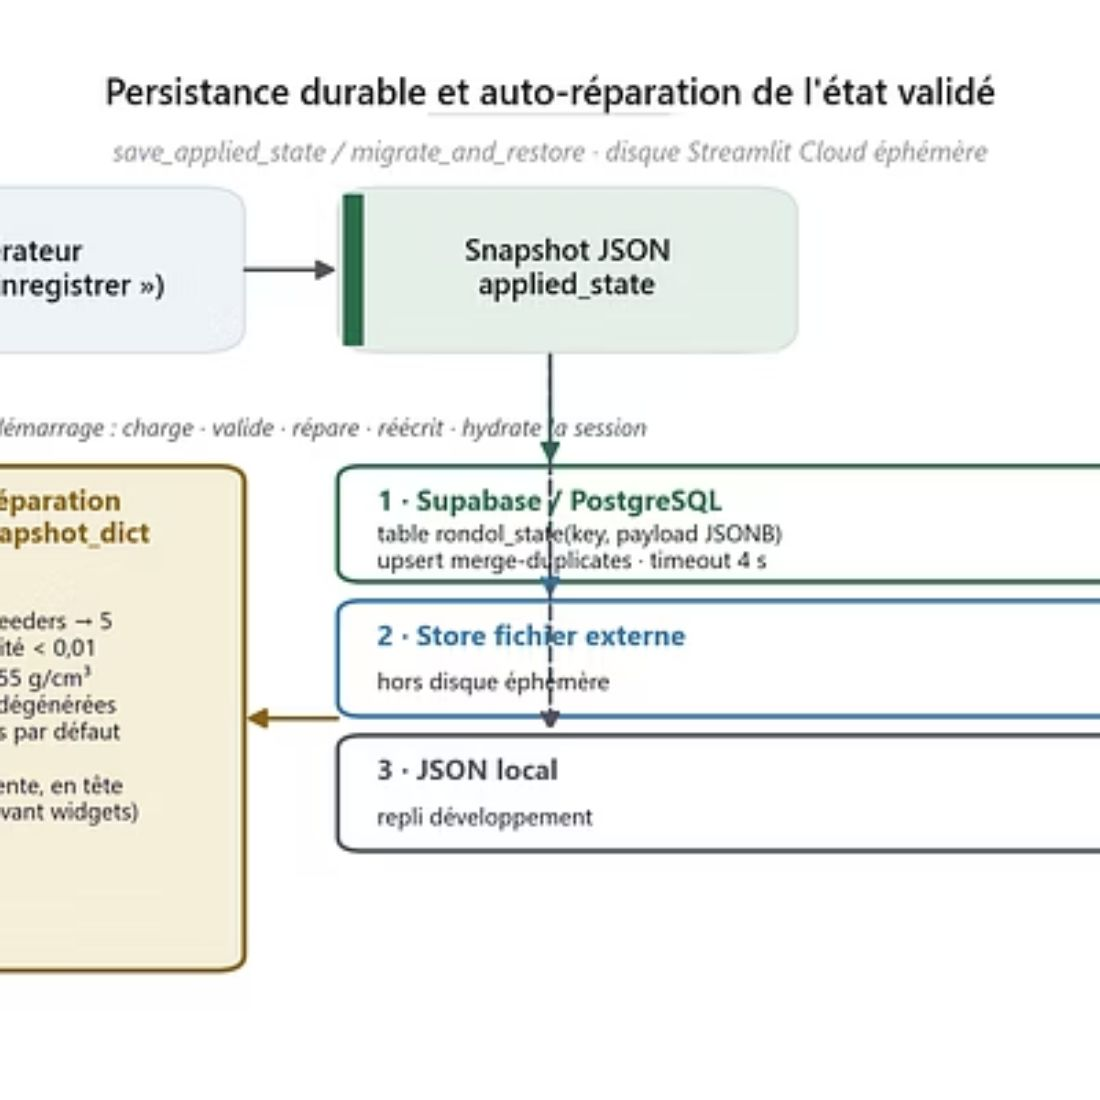 Persistance durable et auto-réparation de l'état validé
save_applied_state / migrate_and_restore · disque Streamlit Cloud éphémère
rateur
nregistrer »)
Snapshot JSON
applied_state
démarrage : charge · valide · répare · réécrit · hydrate la session
éparation
apshot_dict
eeders → 5
ité < 0,01
55 g/cm³
dégénérées
s par défaut
ente, en tête
vant widgets)
1 · Supabase / PostgreSQL
table rondol_state(key, payload JSONB)
upsert merge-duplicates · timeout 4 s
2 · Store fichier externe
hors disque éphémère
3 · JSON local
repli développement